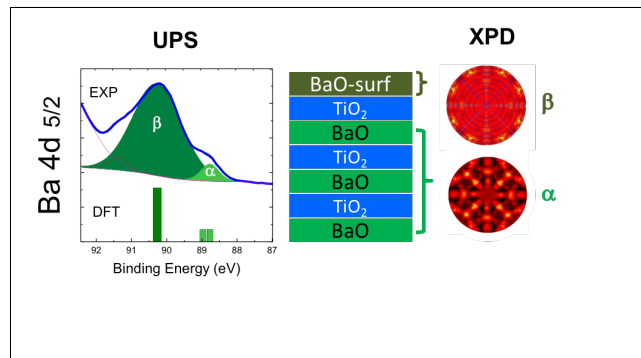 UPS
XPD
Ba 4d 5/2
EXP
β
α
DFT
92 91 90 89 88 87
Binding Energy (eV)
BaO-surf
TiO₂
BaO
TiO₂
BaO
TiO₂
BaO
β
α